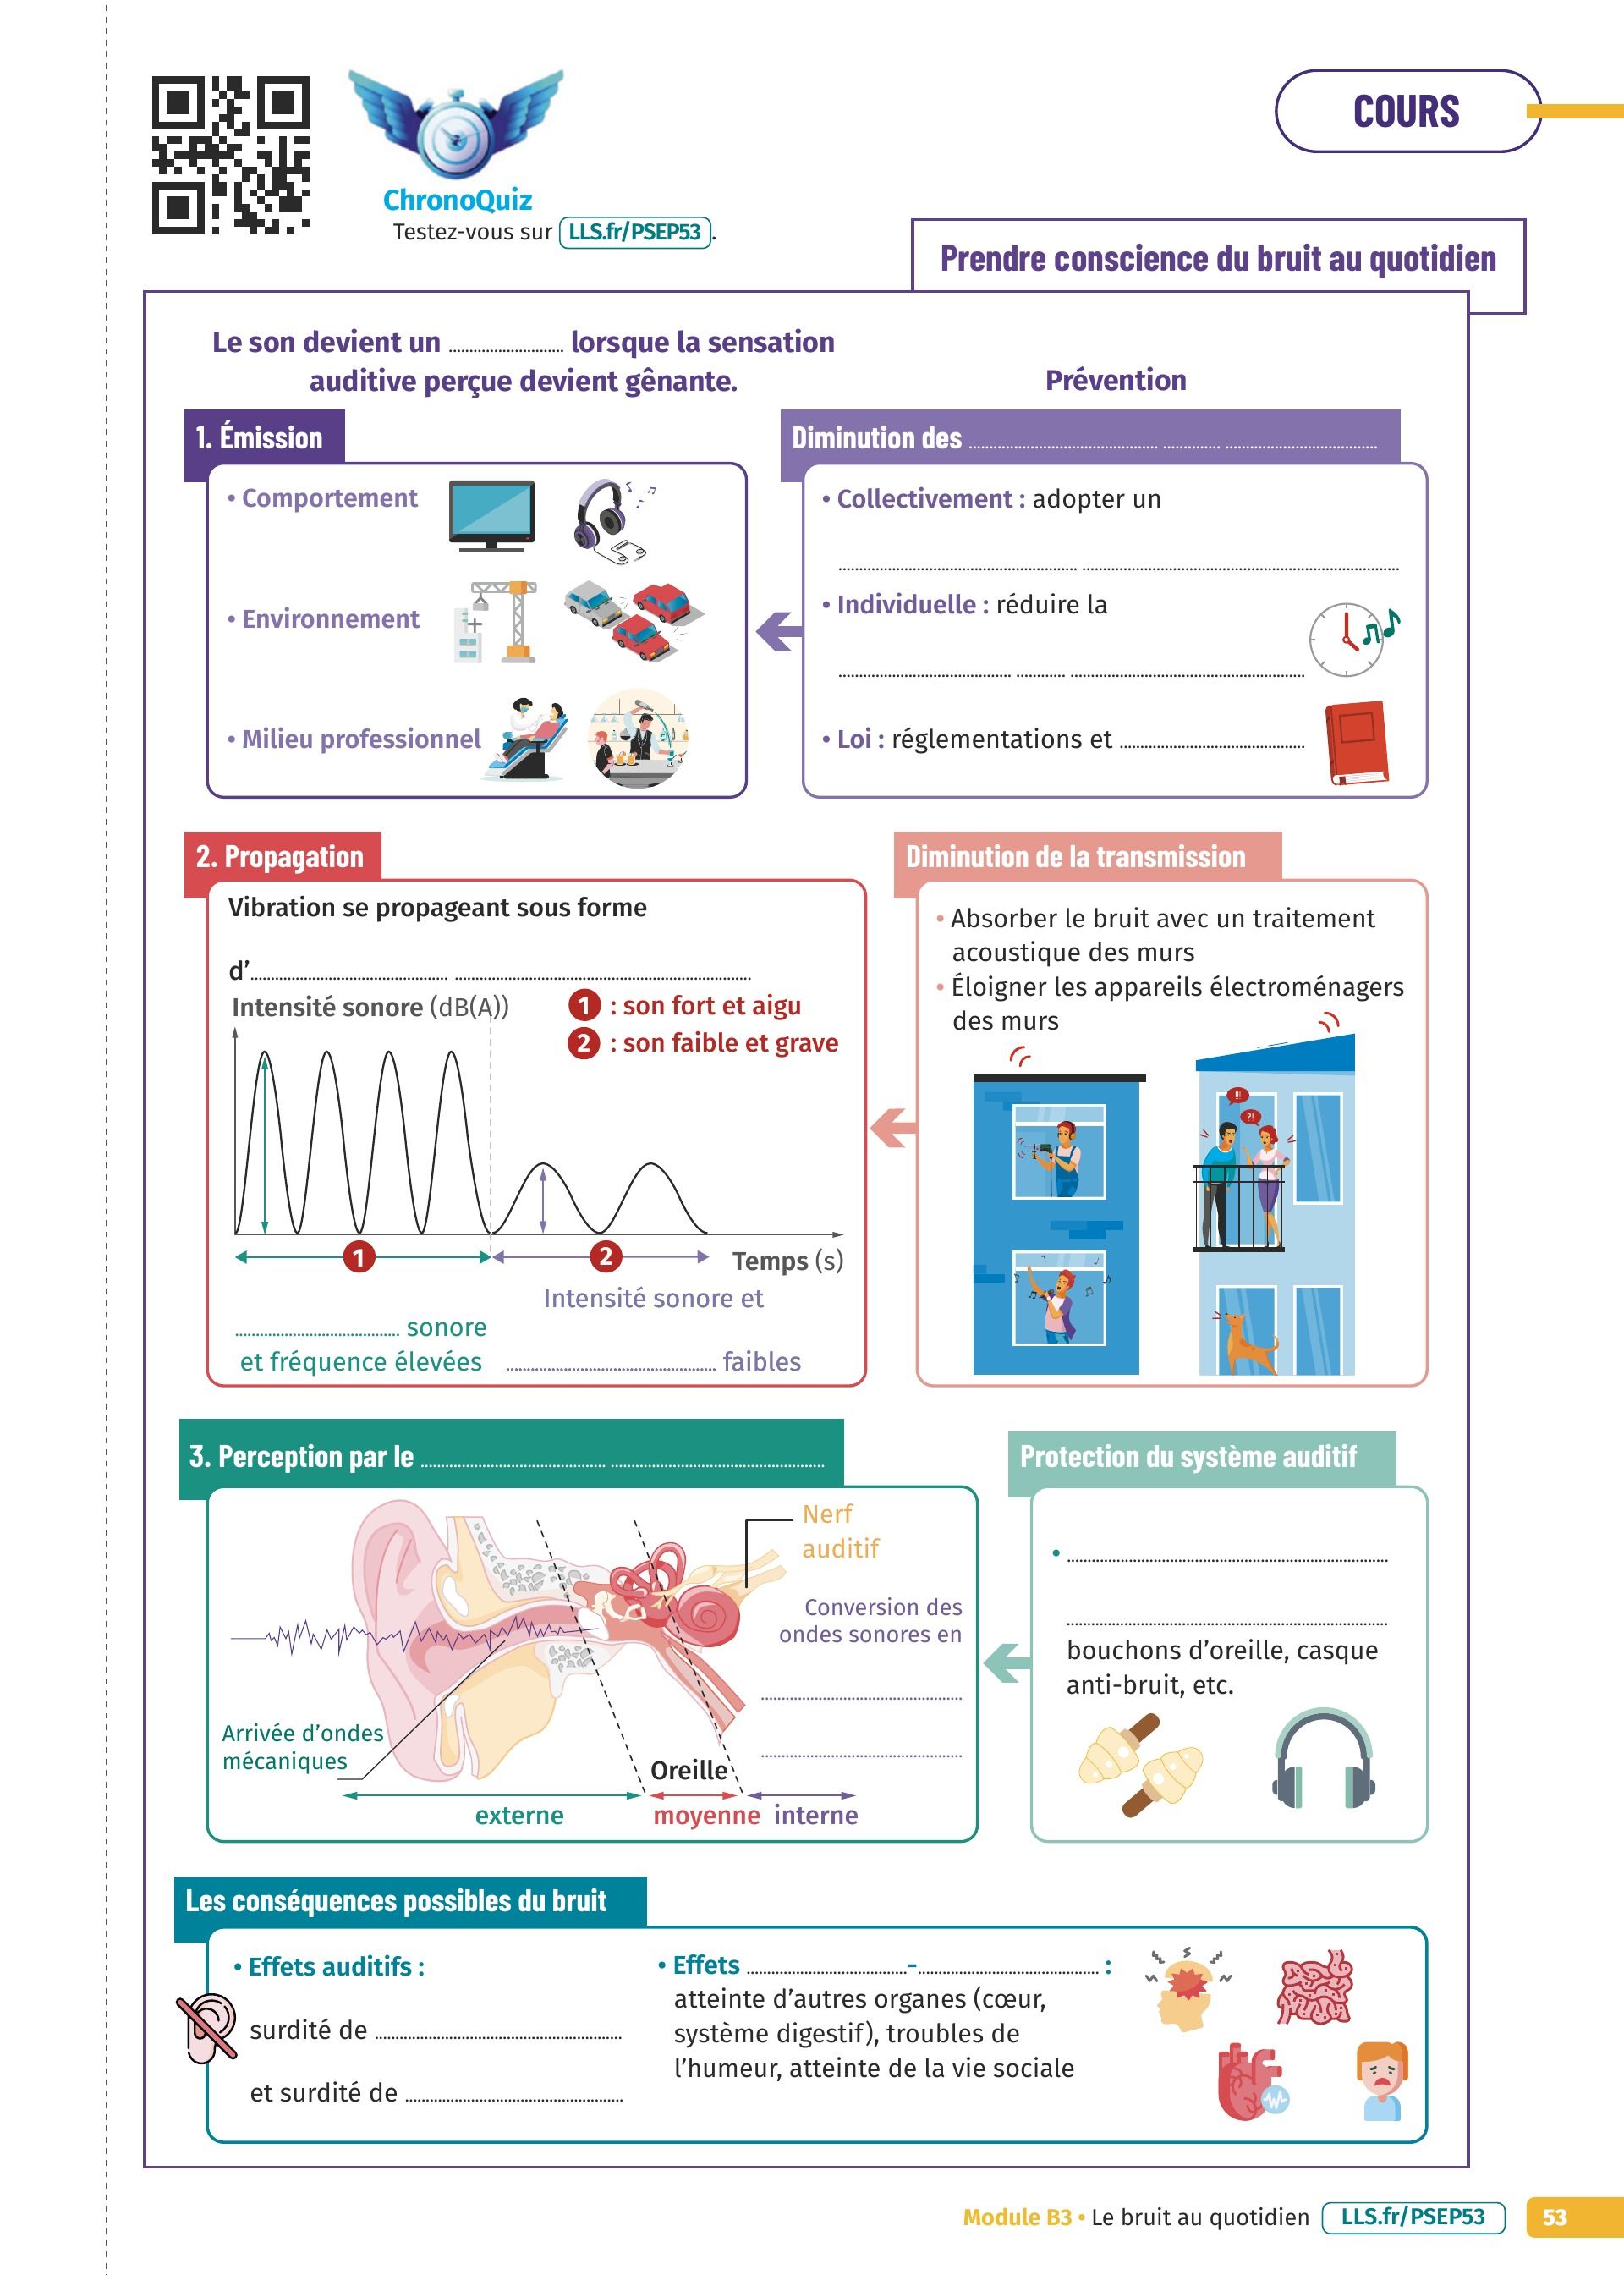 COURS
ChronoQuiz
Testez-vous sur LLS.fr/PSEP53.
Prendre conscience du bruit au quotidien
Le son devient un ............................ lorsque la sensation
auditive perçue devient gênante.
Prévention
1. Émission
• Comportement
• Environnement
• Milieu professionnel
Diminution des .................................................. ............... ........................................
• Collectivement : adopter un
............................................................... ....................................................................................
• Individuelle : réduire la
.............................................. ............. ..............................................................
• Loi : réglementations et .................................................
2. Propagation
Vibration se propageant sous forme
d’.................................................... ..............................................................................
Intensité sonore (dB(A))
1 : son fort et aigu
2 : son faible et grave
1
2
Temps (s)
............................................ sonore
et fréquence élevées
Intensité sonore et
........................................................ faibles
Diminution de la transmission
• Absorber le bruit avec un traitement
acoustique des murs
• Éloigner les appareils électroménagers
des murs
!!!
?!
3. Perception par le ................................................. ........................................................
Nerf
auditif
Conversion des
ondes sonores en
.....................................................
.....................................................
Arrivée d’ondes
mécaniques
Oreille
externe
moyenne
interne
Protection du système auditif
• .....................................................................................
.....................................................................................
bouchons d’oreille, casque
anti-bruit, etc.
Les conséquences possibles du bruit
• Effets auditifs :
surdité de .................................................................
et surdité de .........................................................
• Effets ..........................................-................................................ :
atteinte d’autres organes (cœur,
système digestif), troubles de
l’humeur, atteinte de la vie sociale
Module B3 • Le bruit au quotidien LLS.fr/PSEP53 53